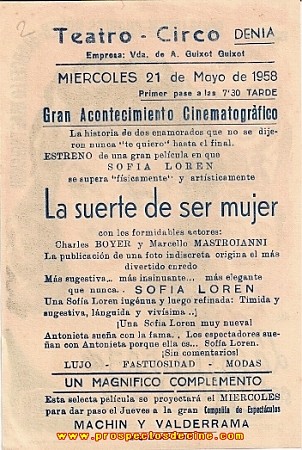 2
Teatro - Circo DENIA
Empresa: Vda. de A. Guixot Guixot
MIERCOLES 21 de Mayo de 1958
Primer pase a las 7'30 TARDE
Gran Acontecimiento Cinematográfico
La historia de dos enamorados que no se dije-
ron nunca "te quiero" hasta el final.
ESTRENO de una gran película en que
SOFIA LOREN
se supera "físicamente" y artísticamente
La suerte de ser mujer
con los formidables actores:
Charles BOYER y Marcello MASTROIANNI
La publicación de una foto indiscreta origina el más
divertido enredo
Más sugestiva... más insinuante... más elegante
que nunca.. SOFIA LOREN
Una Sofía Loren iugénua y luego refinada: Tímida y
sugestiva, lánguida y vivísima ..]
¡Una Sofía Loren muy nueva!
Antonieta sueña con la fama.. Los espectadores sue-
ñan con Antonieta porque ella es... Sofía Loren.
¡Sin comentarios!
LUJO - FASTUOSIDAD - MODAS
UN MAGNIFICO COMPLEMENTO
Esta selecta película se proyectará el MIERCOLES
para dar paso el Jueves a la gran Compañía de Espectáculos
MACHIN Y VALDERRAMA
www.prospectosdecine.com